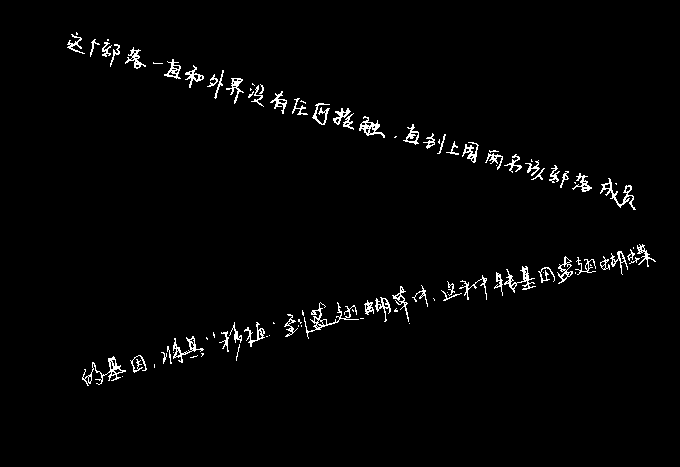 这个部落一直和外界没有任何接触，直到上周两名该部落成员
的基因，将其“移植”到蓝翅蝴蝶中，这种转基因蓝翅蝴蝶